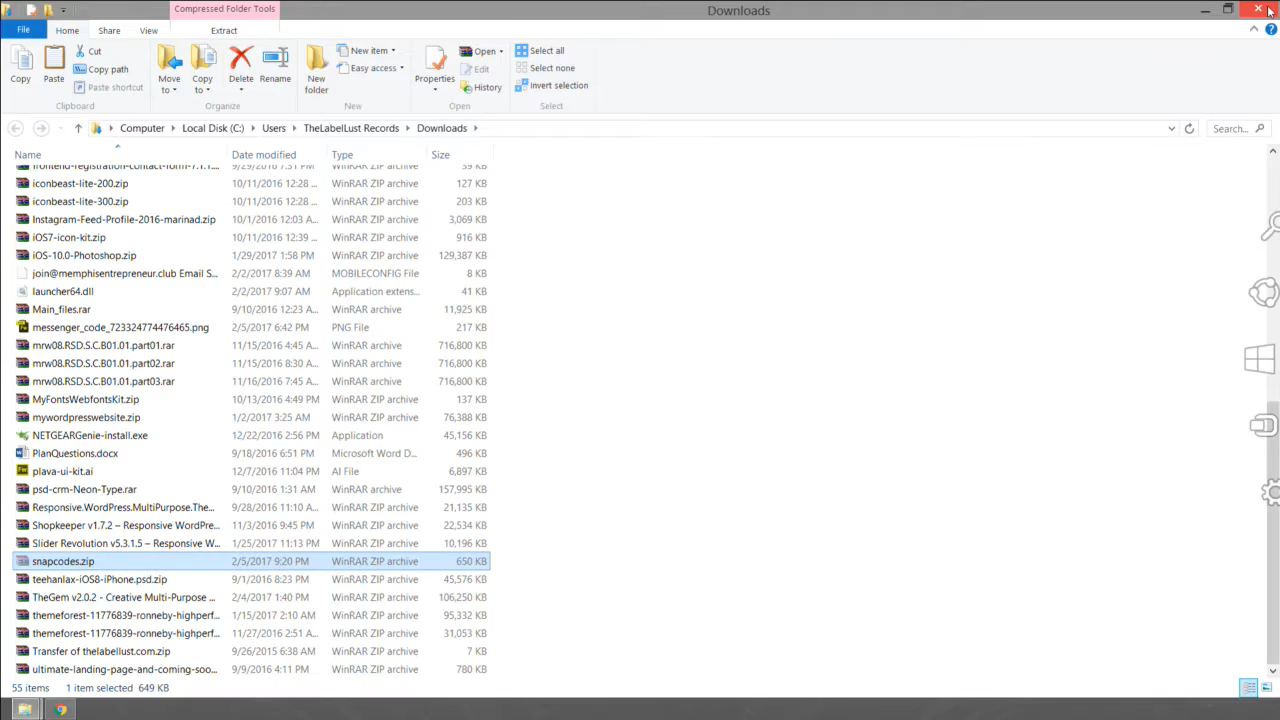 Compressed Folder Tools
Downloads
File Home Share View Extract
Copy
Paste
Cut
Copy path
Paste shortcut
Clipboard
Move to
Copy to
Delete
Rename
Organize
New folder
New item
Easy access
New
Properties
Open
Edit
History
Open
Select all
Select none
Invert selection
Select
Computer Local Disk (C:) Users TheLabelLust Records Downloads
Search...
Name Date modified Type Size
frontend-registration-contact-form-7.1.1.... 9/29/2016 7:51 PM WinRAR ZIP archive 39 KB
iconbeast-lite-200.zip 10/11/2016 12:28 ... WinRAR ZIP archive 127 KB
iconbeast-lite-300.zip 10/11/2016 12:28 ... WinRAR ZIP archive 203 KB
Instagram-Feed-Profile-2016-marinad.zip 10/1/2016 12:03 A... WinRAR ZIP archive 3,069 KB
iOS7-icon-kit.zip 10/11/2016 12:39 ... WinRAR ZIP archive 916 KB
iOS-10.0-Photoshop.zip 1/29/2017 1:58 PM WinRAR ZIP archive 129,387 KB
join@memphisentrepreneur.club Email S... 2/2/2017 8:39 AM MOBILECONFIG File 8 KB
launcher64.dll 2/2/2017 9:07 AM Application extens... 41 KB
Main_files.rar 9/10/2016 12:23 A... WinRAR archive 11,925 KB
messenger_code_723324774476465.png 2/5/2017 6:42 PM PNG File 217 KB
mrw08.RSD.S.C.B01.01.part01.rar 11/15/2016 4:45 A... WinRAR archive 716,800 KB
mrw08.RSD.S.C.B01.01.part02.rar 11/15/2016 8:30 A... WinRAR archive 716,800 KB
mrw08.RSD.S.C.B01.01.part03.rar 11/16/2016 7:45 A... WinRAR archive 716,800 KB
MyFontsWebfontsKit.zip 10/13/2016 4:49 PM WinRAR ZIP archive 137 KB
mywordpresswebsite.zip 1/2/2017 3:25 AM WinRAR ZIP archive 76,388 KB
NETGEARGenie-install.exe 12/22/2016 2:56 PM Application 45,156 KB
PlanQuestions.docx 9/18/2016 6:51 PM Microsoft Word D... 496 KB
plava-ui-kit.ai 12/7/2016 11:04 PM AI File 6,897 KB
psd-crm-Neon-Type.rar 9/10/2016 1:31 AM WinRAR archive 157,995 KB
Responsive.WordPress.MultiPurpose.The... 9/28/2016 11:10 A... WinRAR ZIP archive 21,135 KB
Shopkeeper v1.7.2 – Responsive WordPre... 11/3/2016 9:45 PM WinRAR ZIP archive 22,534 KB
Slider Revolution v5.3.1.5 – Responsive W... 1/25/2017 11:13 PM WinRAR ZIP archive 10,196 KB
snapcodes.zip 2/5/2017 9:20 PM WinRAR ZIP archive 650 KB
teehanlax-iOS8-iPhone.psd.zip 9/1/2016 8:23 PM WinRAR ZIP archive 45,576 KB
TheGem v2.0.2 - Creative Multi-Purpose ... 2/4/2017 1:40 PM WinRAR ZIP archive 106,250 KB
themeforest-11776839-ronneby-highperf... 1/15/2017 2:10 AM WinRAR ZIP archive 95,332 KB
themeforest-11776839-ronneby-highperf... 11/27/2016 2:51 A... WinRAR ZIP archive 31,053 KB
Transfer of thelabellust.com.zip 9/26/2015 6:38 AM WinRAR ZIP archive 7 KB
ultimate-landing-page-and-coming-soo... 9/9/2016 4:11 PM WinRAR ZIP archive 780 KB
55 items 1 item selected 649 KB